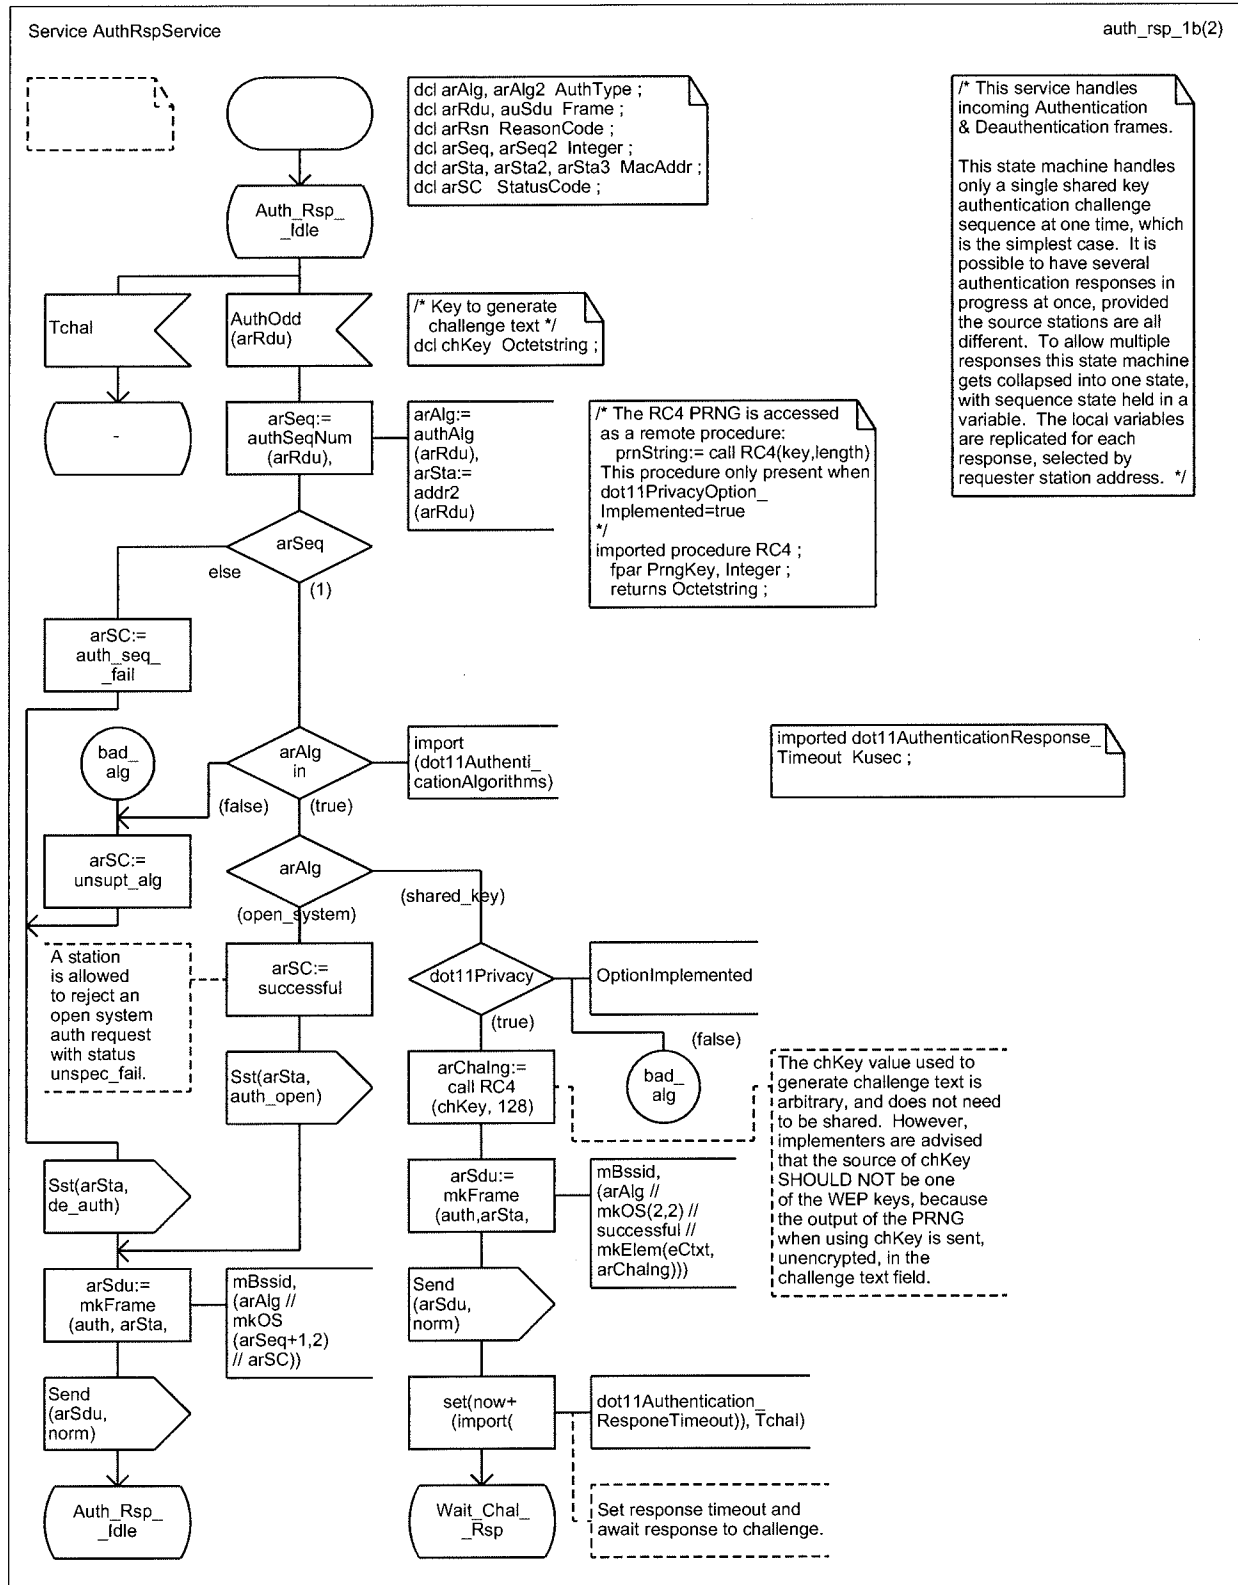 Service AuthRspService
auth_rsp_1b(2)
dcl arAlg, arAlg2 AuthType ;
dcl arRdu, auSdu Frame ;
dcl arRsn ReasonCode ;
dcl arSeq, arSeq2 Integer ;
dcl arSta, arSta2, arSta3 MacAddr ;
dcl arSC StatusCode ;
/* This service handles
incoming Authentication
& Deauthentication frames.
This state machine handles
only a single shared key
authentication challenge
sequence at one time, which
is the simplest case. It is
possible to have several
authentication responses in
progress at once, provided
the source stations are all
different. To allow multiple
responses this state machine
gets collapsed into one state,
with sequence state held in a
variable. The local variables
are replicated for each
response, selected by
requester station address. */
Auth_Rsp_
_Idle
Tchal
AuthOdd
(arRdu)
/* Key to generate
challenge text */
dcl chKey Octetstring ;
-
arSeq:=
authSeqNum
(arRdu),
arAlg:=
authAlg
(arRdu),
arSta:=
addr2
(arRdu)
/* The RC4 PRNG is accessed
as a remote procedure:
prnString:= call RC4(key,length)
This procedure only present when
dot11PrivacyOption_
Implemented=true
*/
imported procedure RC4 ;
fpar PrngKey, Integer ;
returns Octetstring ;
arSeq
else
(1)
arSC:=
auth_seq_
_fail
bad_
alg
arAlg
in
import
(dot11Authenti_
cationAlgorithms)
imported dot11AuthenticationResponse_
Timeout Kusec ;
(false)
(true)
arSC:=
unsupt_alg
arAlg
(shared_key)
(open_system)
A station
is allowed
to reject an
open system
auth request
with status
unspec_fail.
arSC:=
successful
dot11Privacy
OptionImplemented
(true)
(false)
Sst(arSta,
auth_open)
arChalng:=
call RC4
(chKey, 128)
bad_
alg
The chKey value used to
generate challenge text is
arbitrary, and does not need
to be shared. However,
implementers are advised
that the source of chKey
SHOULD NOT be one
of the WEP keys, because
the output of the PRNG
when using chKey is sent,
unencrypted, in the
challenge text field.
Sst(arSta,
de_auth)
arSdu:=
mkFrame
(auth,arSta,
mBssid,
(arAlg //
mkOS(2,2) //
successful //
mkElem(eCtxt,
arChalng)))
arSdu:=
mkFrame
(auth, arSta,
mBssid,
(arAlg //
mkOS
(arSeq+1,2)
// arSC))
Send
(arSdu,
norm)
Send
(arSdu,
norm)
set(now+
(import(
dot11Authentication_
ResponeTimeout)), Tchal)
Auth_Rsp_
_Idle
Wait_Chal_
_Rsp
Set response timeout and
await response to challenge.